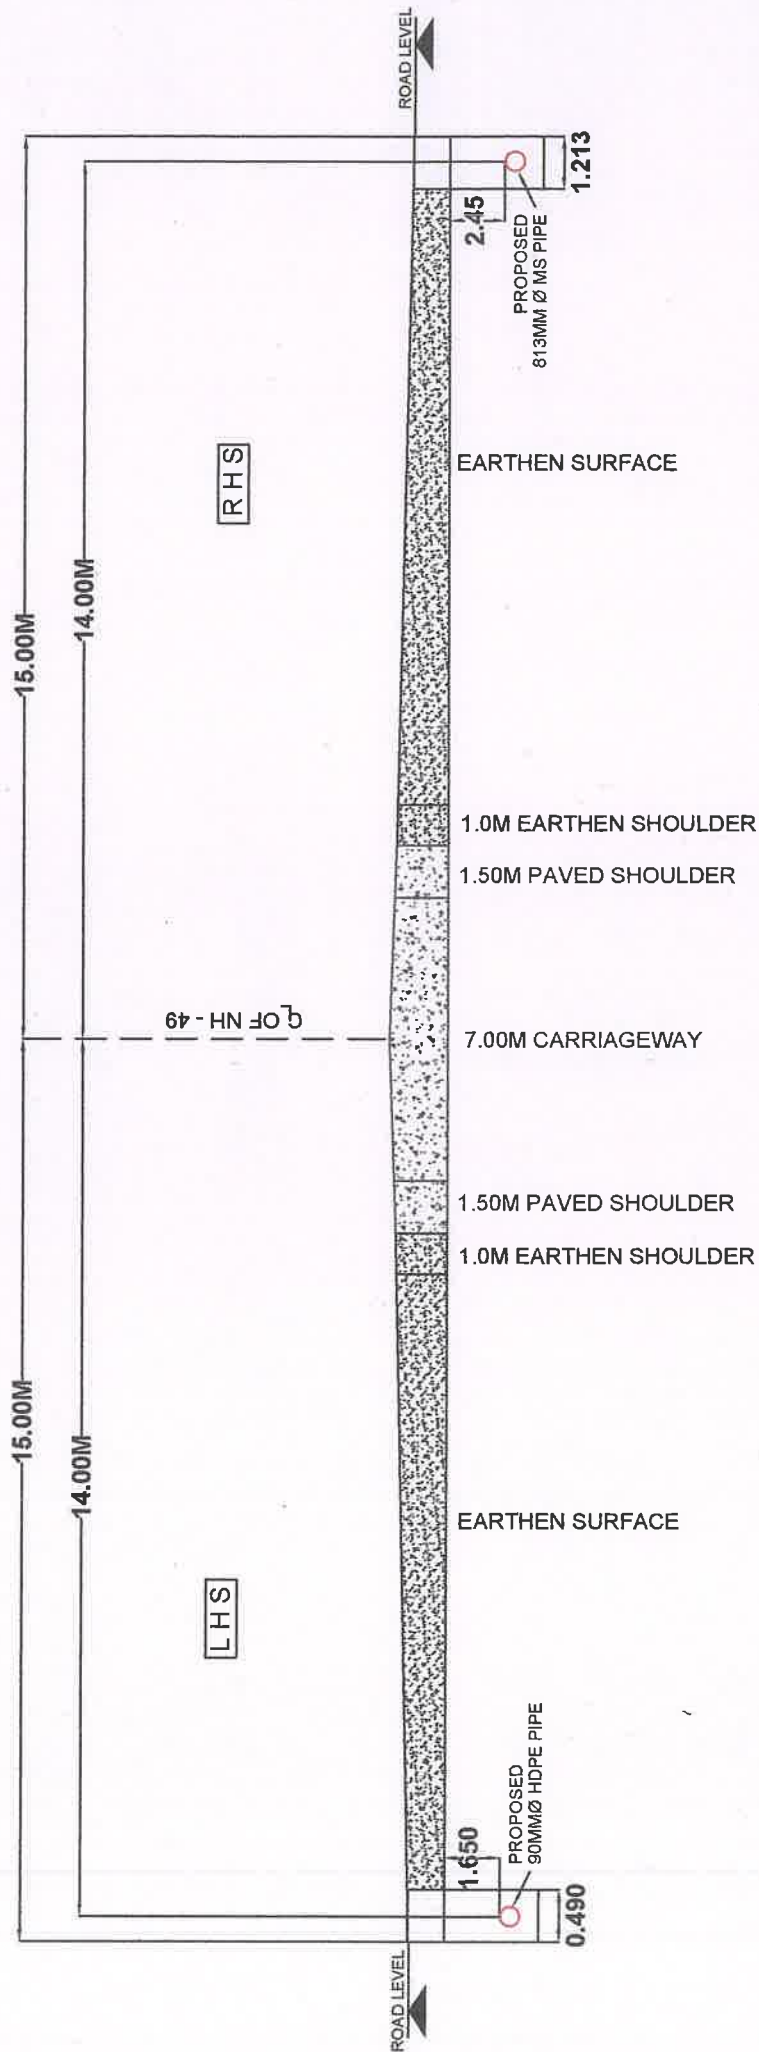 ROAD LEVEL
15.00M
14.00M
RHS
2.45
1.213
PROPOSED
813MM Ø MS PIPE
EARTHEN SURFACE
1.0M EARTHEN SHOULDER
1.50M PAVED SHOULDER
℄ OF NH - 49
7.00M CARRIAGEWAY
1.50M PAVED SHOULDER
1.0M EARTHEN SHOULDER
15.00M
14.00M
EARTHEN SURFACE
LHS
1.650
PROPOSED
90MMØ HDPE PIPE
0.490
ROAD LEVEL